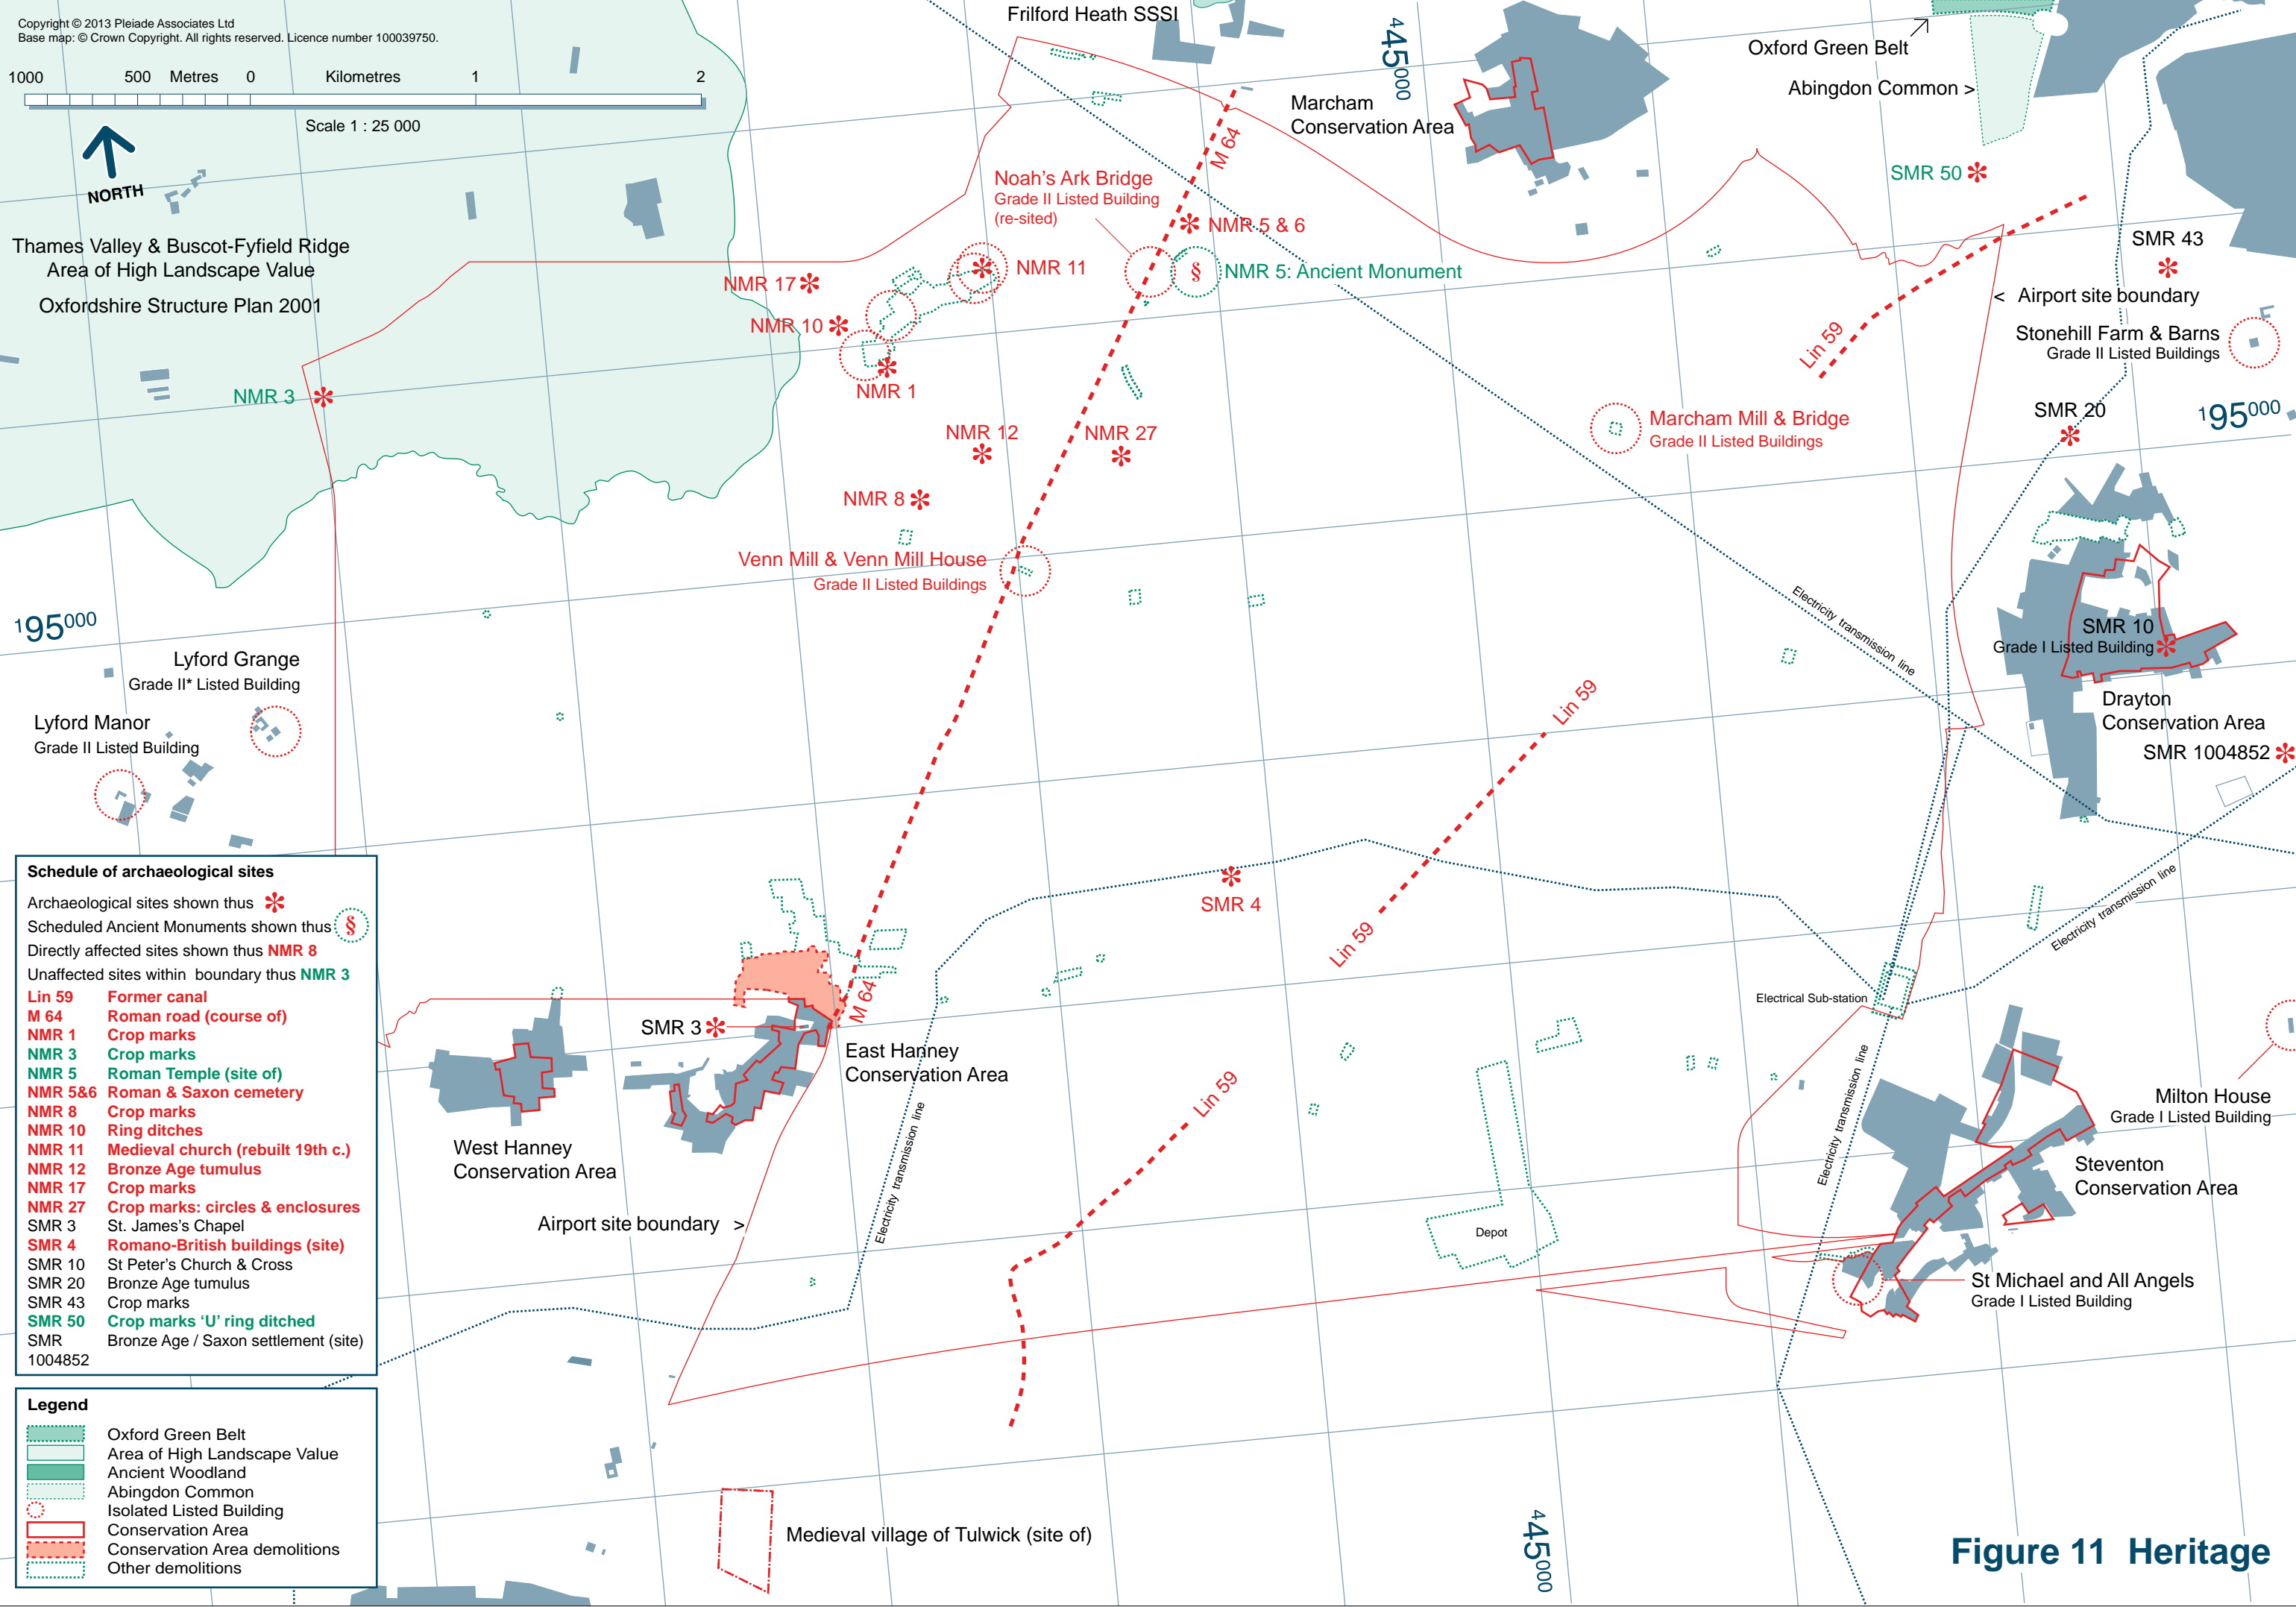 Copyright © 2013 Pleiade Associates Ltd
Base map: © Crown Copyright. All rights reserved. Licence number 100039750.
1000 500 Metres 0 Kilometres 1 2
Scale 1 : 25 000
NORTH
Thames Valley & Buscot-Fyfield Ridge
Area of High Landscape Value
Oxfordshire Structure Plan 2001
Frilford Heath SSSI
445000
Marcham
Conservation Area
Oxford Green Belt
Abingdon Common >
SMR 50
M 64
Noah's Ark Bridge
Grade II Listed Building
(re-sited)
NMR 5 & 6
NMR 11
NMR 5: Ancient Monument
NMR 17
NMR 10
NMR 1
NMR 3
NMR 12
NMR 27
NMR 8
Venn Mill & Venn Mill House
Grade II Listed Buildings
Marcham Mill & Bridge
Grade II Listed Buildings
Lin 59
SMR 43
< Airport site boundary
Stonehill Farm & Barns
Grade II Listed Buildings
SMR 20
195000
Electricity transmission line
SMR 10
Grade I Listed Building
Drayton
Conservation Area
SMR 1004852
195000
Lyford Grange
Grade II* Listed Building
Lyford Manor
Grade II Listed Building
Lin 59
SMR 4
Lin 59
Electricity transmission line
Electrical Sub-station
M 64
SMR 3
East Hanney
Conservation Area
West Hanney
Conservation Area
Airport site boundary >
Electricity transmission line
Lin 59
Depot
Electricity transmission line
Milton House
Grade I Listed Building
Steventon
Conservation Area
St Michael and All Angels
Grade I Listed Building
Medieval village of Tulwick (site of)
445000
Schedule of archaeological sites
Archaeological sites shown thus
Scheduled Ancient Monuments shown thus §
Directly affected sites shown thus NMR 8
Unaffected sites within boundary thus NMR 3
Lin 59 Former canal
M 64 Roman road (course of)
NMR 1 Crop marks
NMR 3 Crop marks
NMR 5 Roman Temple (site of)
NMR 5&6 Roman & Saxon cemetery
NMR 8 Crop marks
NMR 10 Ring ditches
NMR 11 Medieval church (rebuilt 19th c.)
NMR 12 Bronze Age tumulus
NMR 17 Crop marks
NMR 27 Crop marks: circles & enclosures
SMR 3 St. James's Chapel
SMR 4 Romano-British buildings (site)
SMR 10 St Peter's Church & Cross
SMR 20 Bronze Age tumulus
SMR 43 Crop marks
SMR 50 Crop marks 'U' ring ditched
SMR Bronze Age / Saxon settlement (site)
1004852
Legend
Oxford Green Belt
Area of High Landscape Value
Ancient Woodland
Abingdon Common
Isolated Listed Building
Conservation Area
Conservation Area demolitions
Other demolitions
Figure 11 Heritage